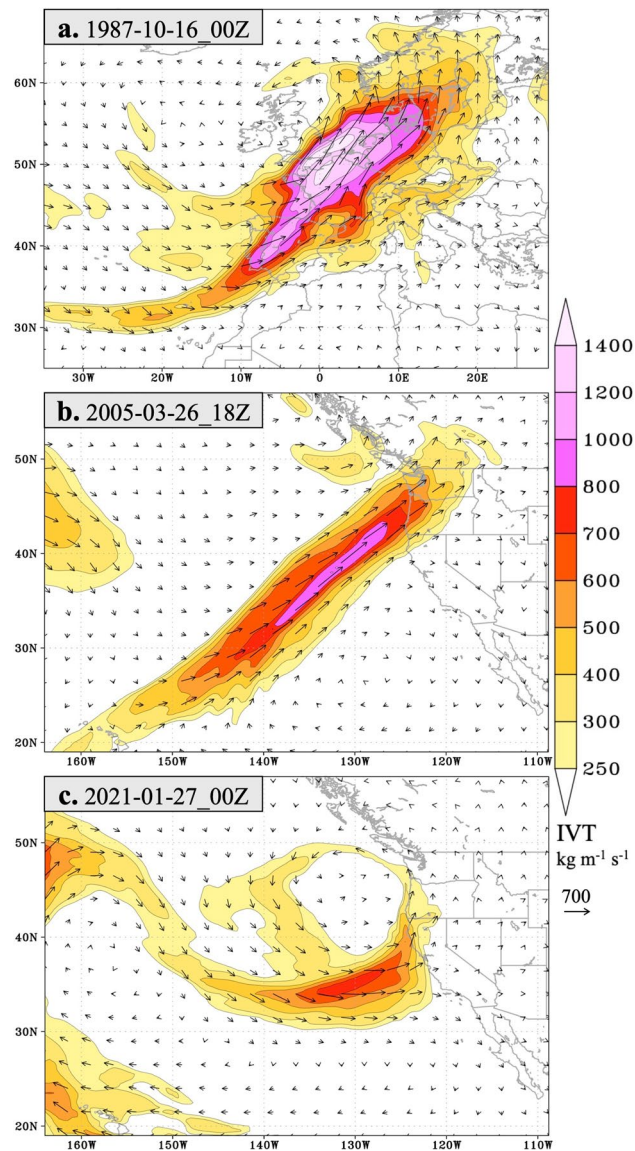 a. 1987-10-16_00Z
60N
50N
40N
30N
30W
20W
10W
0
10E
20E
b. 2005-03-26_18Z
50N
40N
30N
20N
160W
150W
140W
130W
120W
110W
c. 2021-01-27_00Z
50N
40N
30N
20N
160W
150W
140W
130W
120W
110W
1400
1200
1000
800
700
600
500
400
300
250
IVT
kg m⁻¹ s⁻¹
700